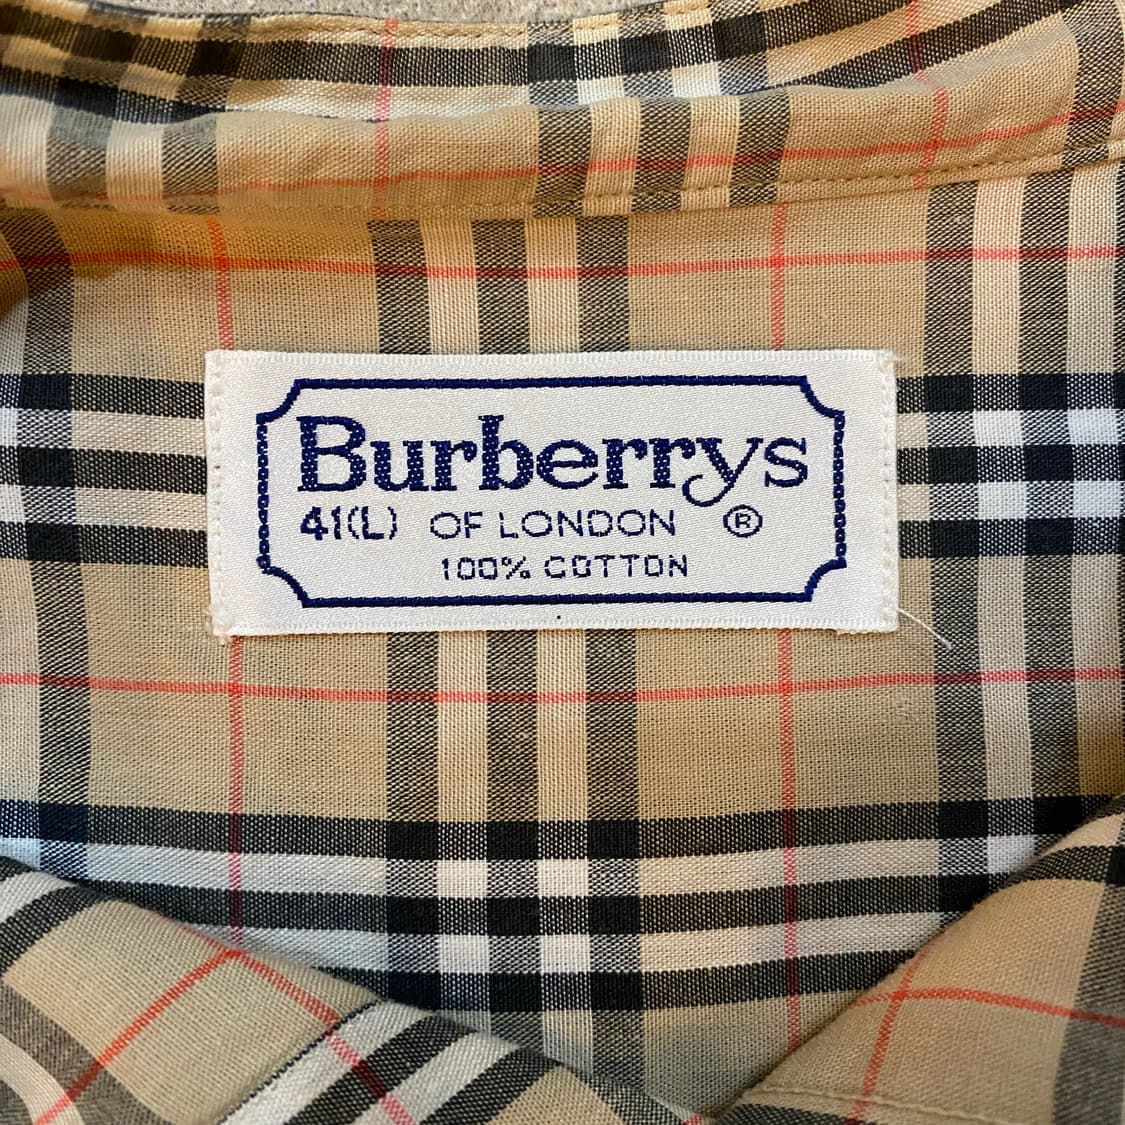 Burberrys
41(L) OF LONDON ®
100% COTTON